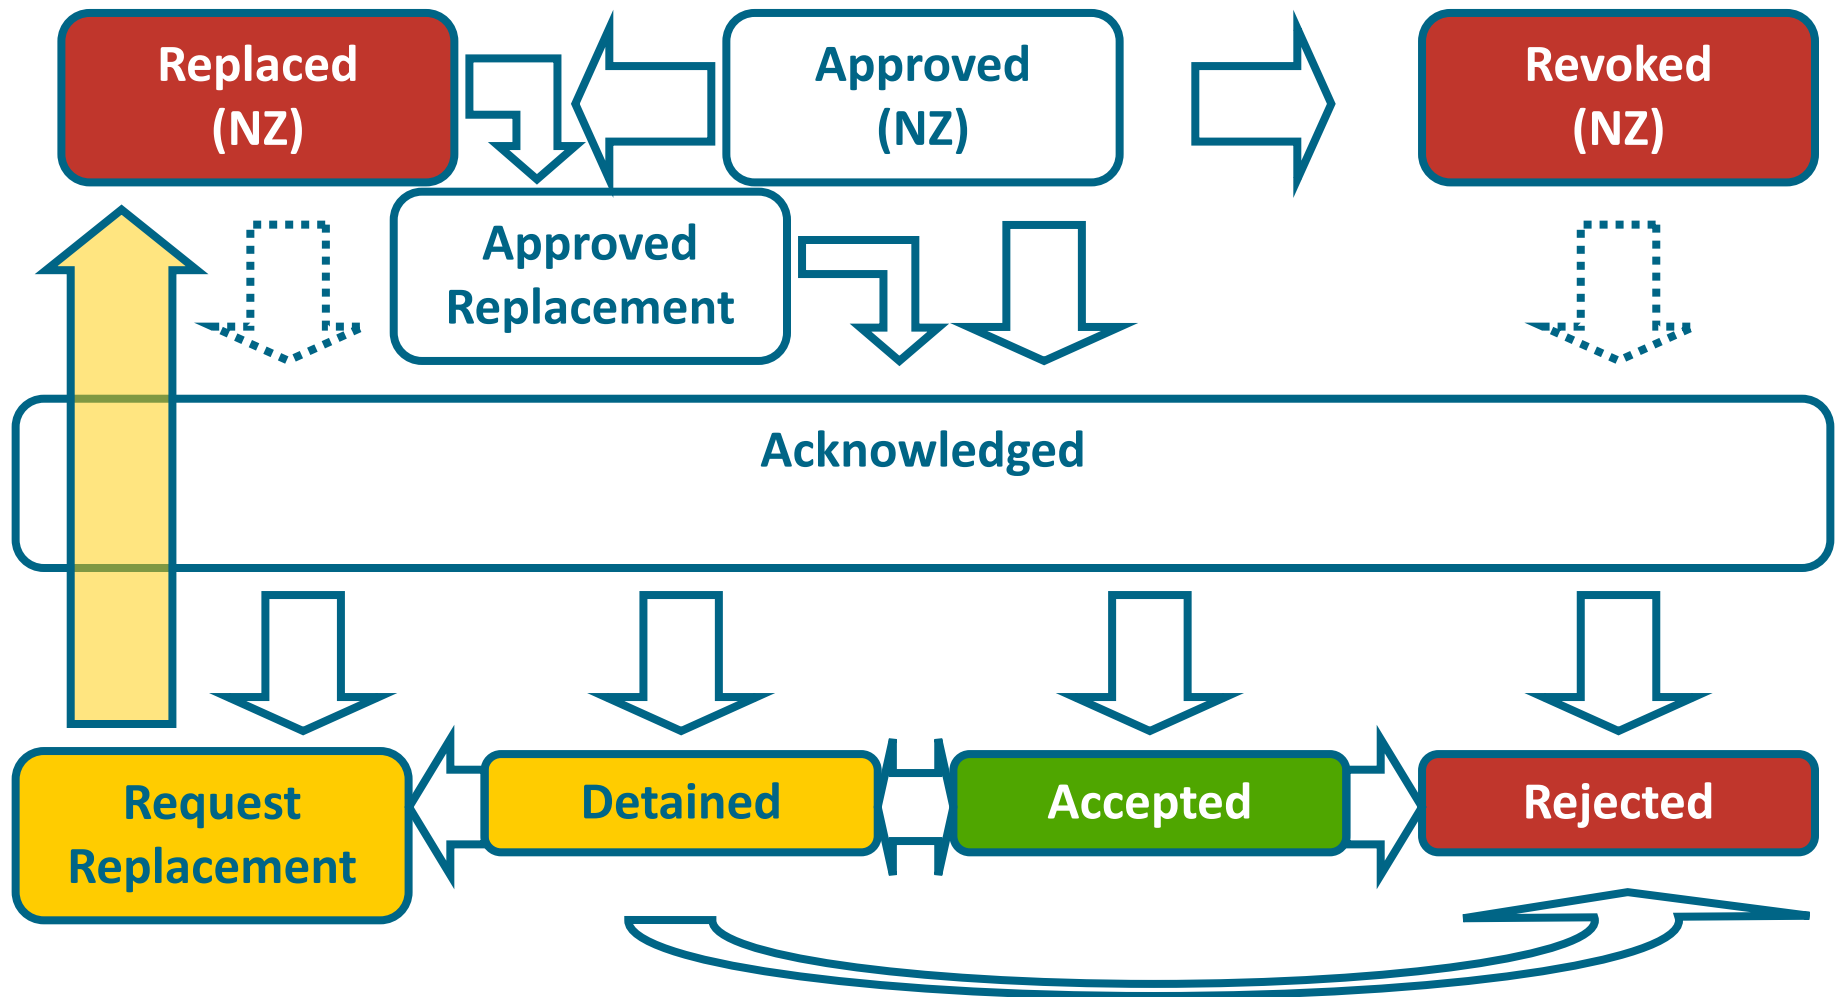 Replaced
(NZ)
Approved
(NZ)
Revoked
(NZ)
Approved
Replacement
Acknowledged
Request
Replacement
Detained
Accepted
Rejected